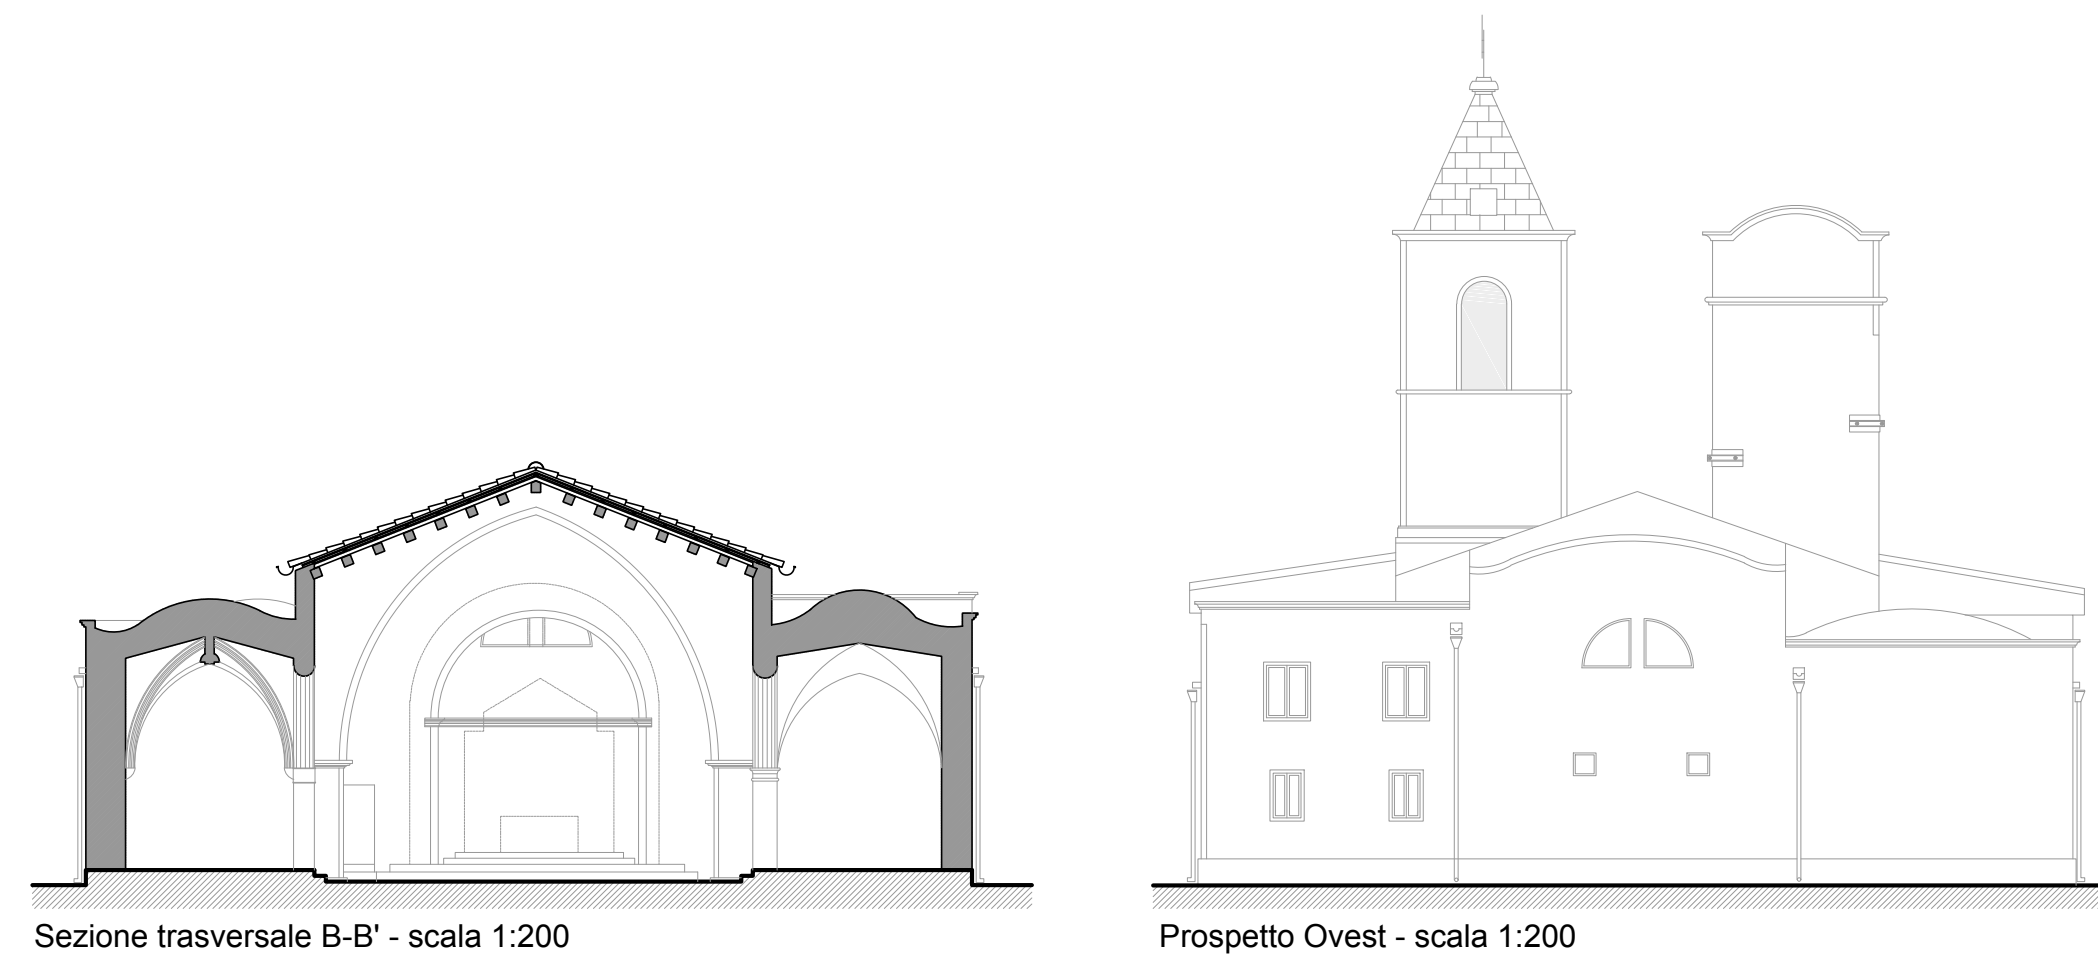 Sezione trasversale B-B' - scala 1:200
Prospetto Ovest - scala 1:200